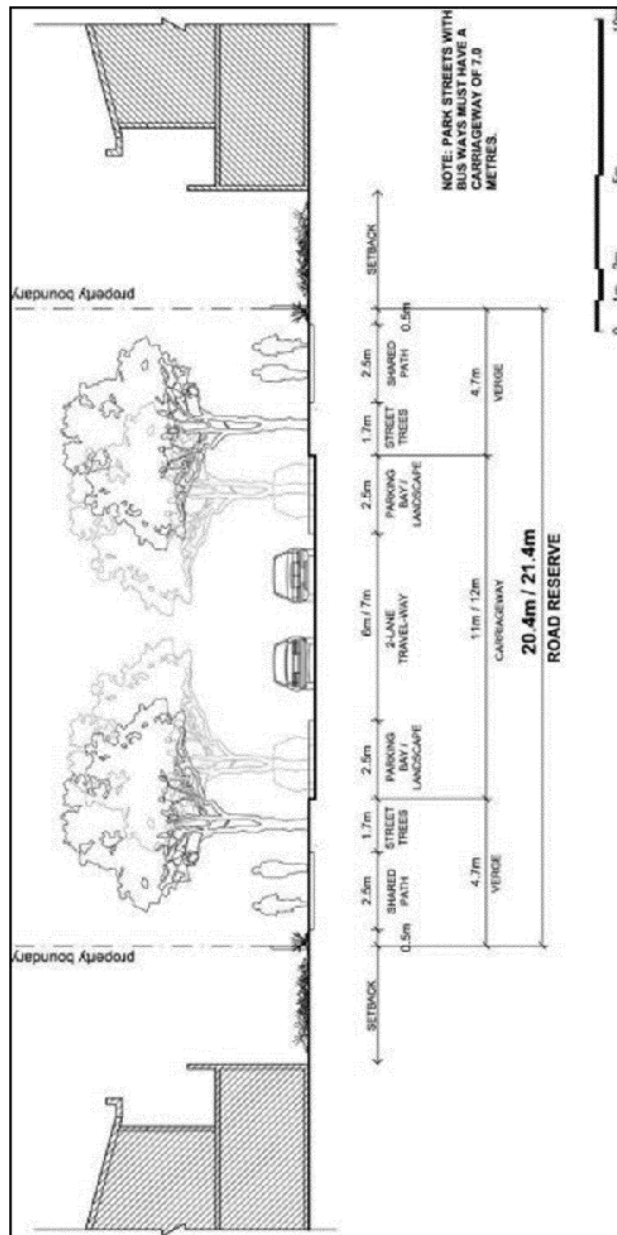 property boundary
property boundary
SETBACK
0.5m
2.5m
SHARED
PATH
1.7m
STREET
TREES
2.5m
PARKING
BAY /
LANDSCAPE
6m / 7m
2-LANE
TRAVEL-WAY
2.5m
PARKING
BAY /
LANDSCAPE
1.7m
STREET
TREES
2.5m
SHARED
PATH
0.5m
SETBACK
4.7m
VERGE
11m / 12m
CARRIAGEWAY
4.7m
VERGE
20.4m / 21.4m
ROAD RESERVE
NOTE: PARK STREETS WITH
BUS WAYS MUST HAVE A
CARRIAGEWAY OF 7.0
METRES.